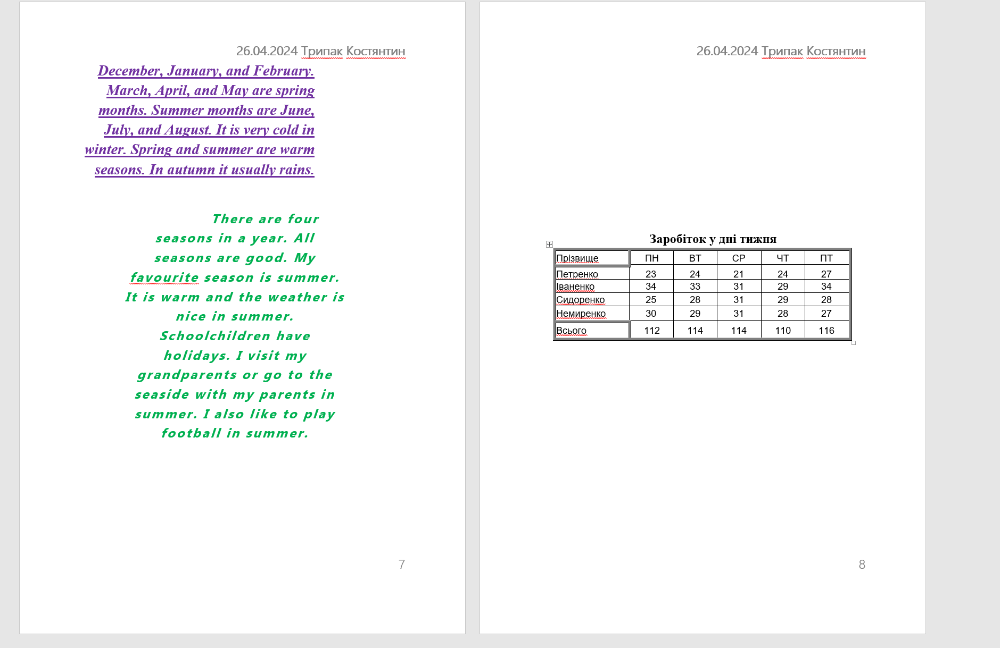 26.04.2024 Трипак Костянтин
December, January, and February.
March, April, and May are spring
months. Summer months are June,
July, and August. It is very cold in
winter. Spring and summer are warm
seasons. In autumn it usually rains.
There are four
seasons in a year. All
seasons are good. My
favourite season is summer.
It is warm and the weather is
nice in summer.
Schoolchildren have
holidays. I visit my
grandparents or go to the
seaside with my parents in
summer. I also like to play
football in summer.
7
26.04.2024 Трипак Костянтин
Заробіток у дні тижня
Прізвище ПН ВТ СР ЧТ ПТ
Петренко 23 24 21 24 27
Іваненко 34 33 31 29 34
Сидоренко 25 28 31 29 28
Немиренко 30 29 31 28 27
Всього 112 114 114 110 116
8